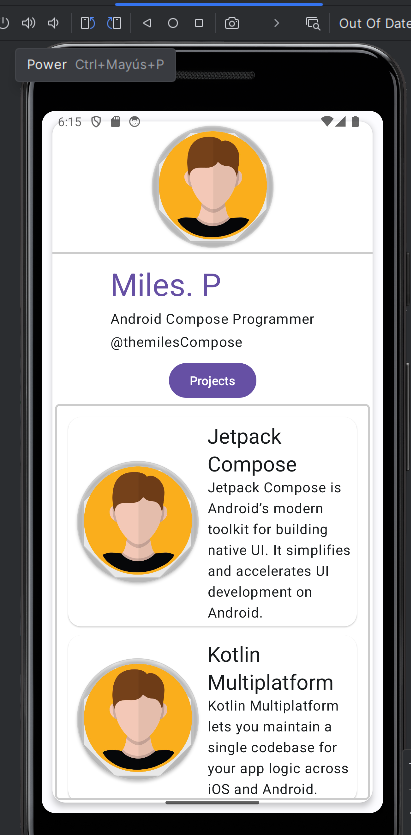 Out Of Date
Power Ctrl+Mayús+P
6:15
Miles. P
Android Compose Programmer
@themilesCompose
Projects
Jetpack
Compose
Jetpack Compose is
Android's modern
toolkit for building
native UI. It simplifies
and accelerates UI
development on
Android.
Kotlin
Multiplatform
Kotlin Multiplatform
lets you maintain a
single codebase for
your app logic across
iOS and Android.